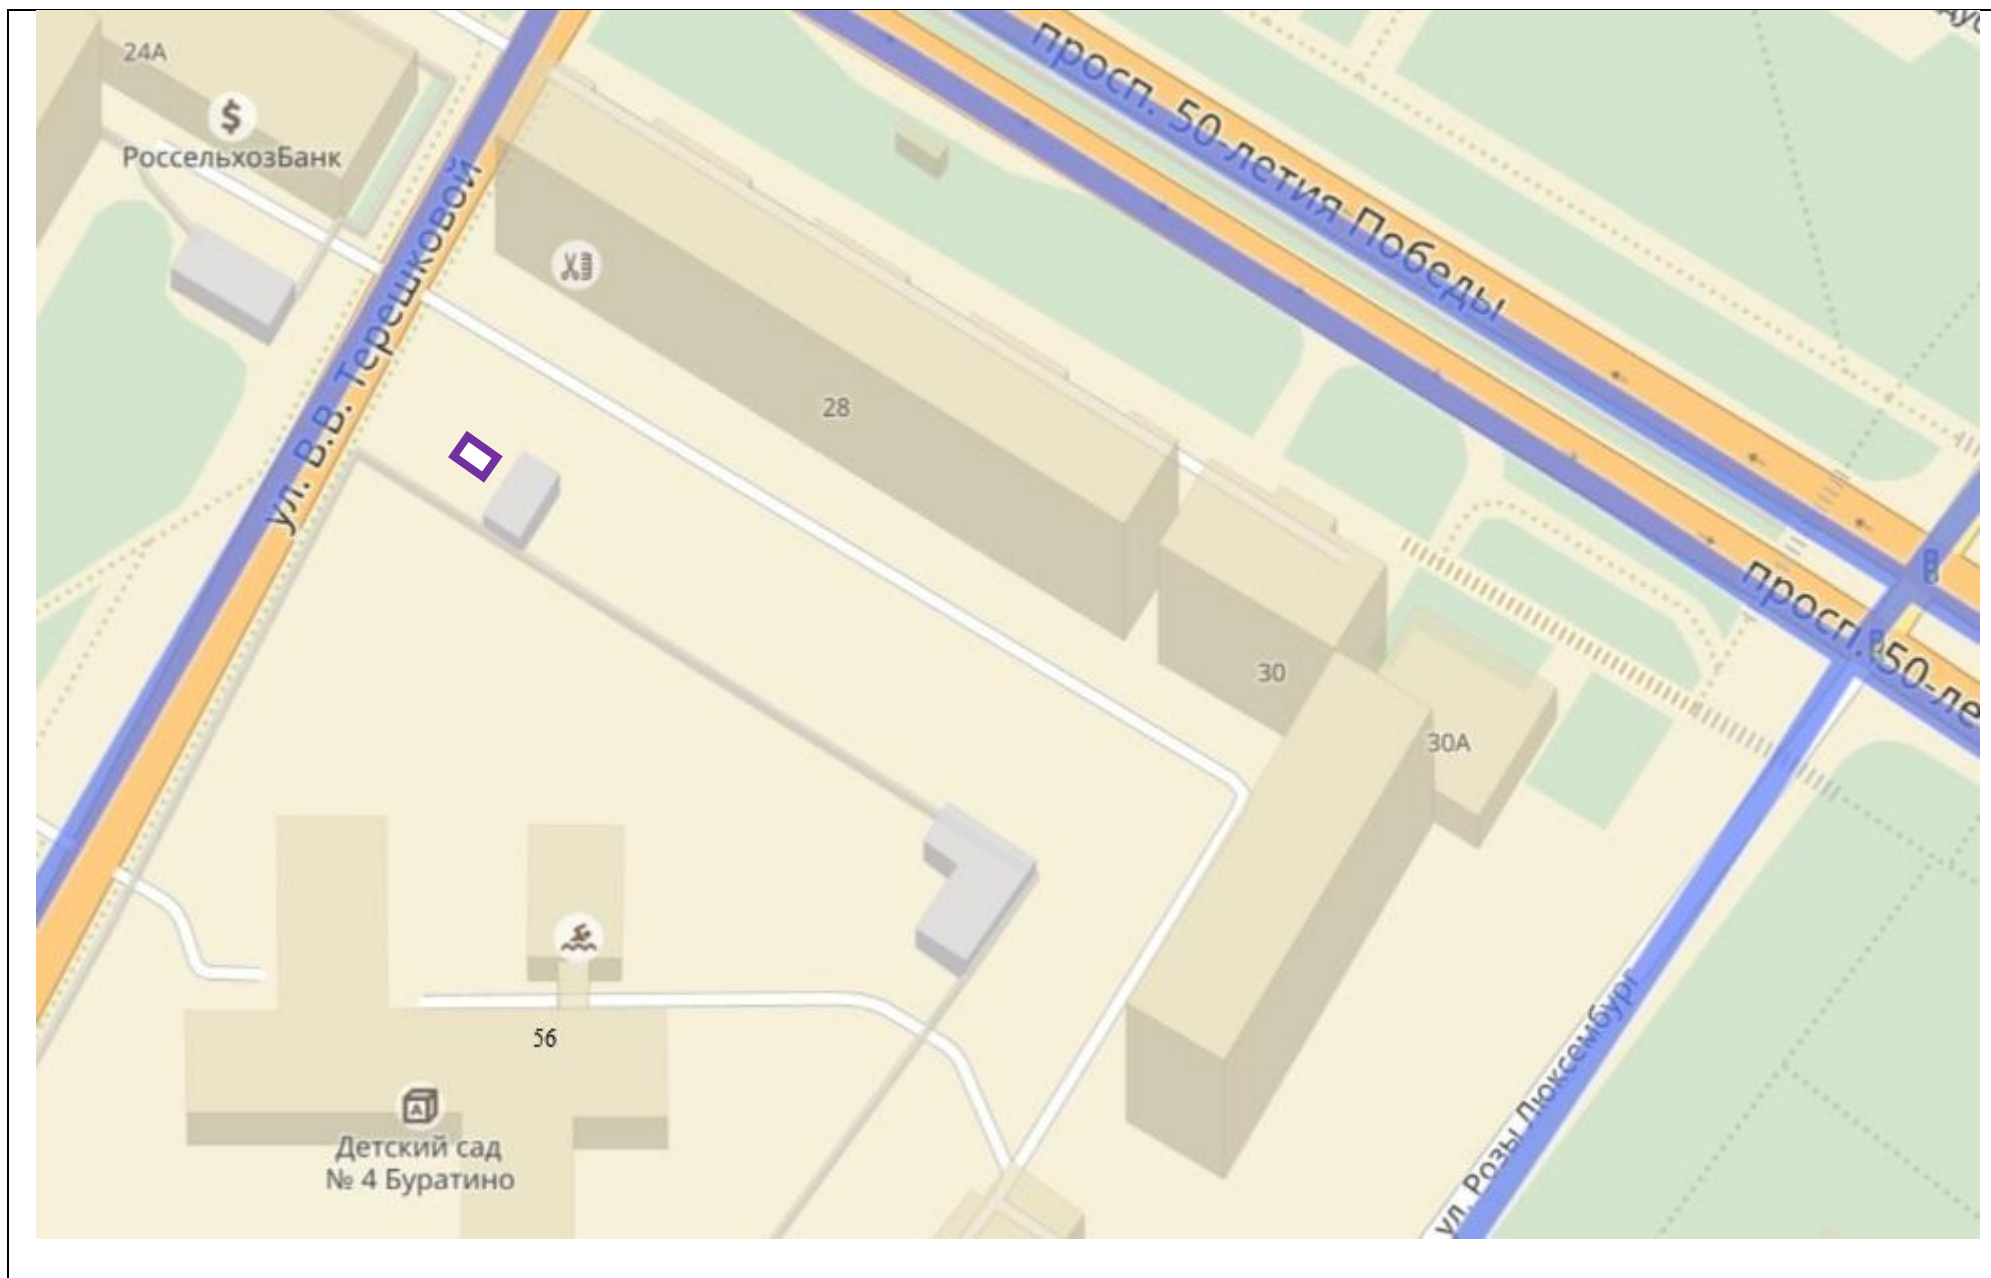 24А
РоссельхозБанк
ул. В.В. Терешковой
просп. 50-летия Победы
28
просп. 50-ле
30
30А
56
Детский сад
№ 4 Буратино
ул. Розы Люксембург